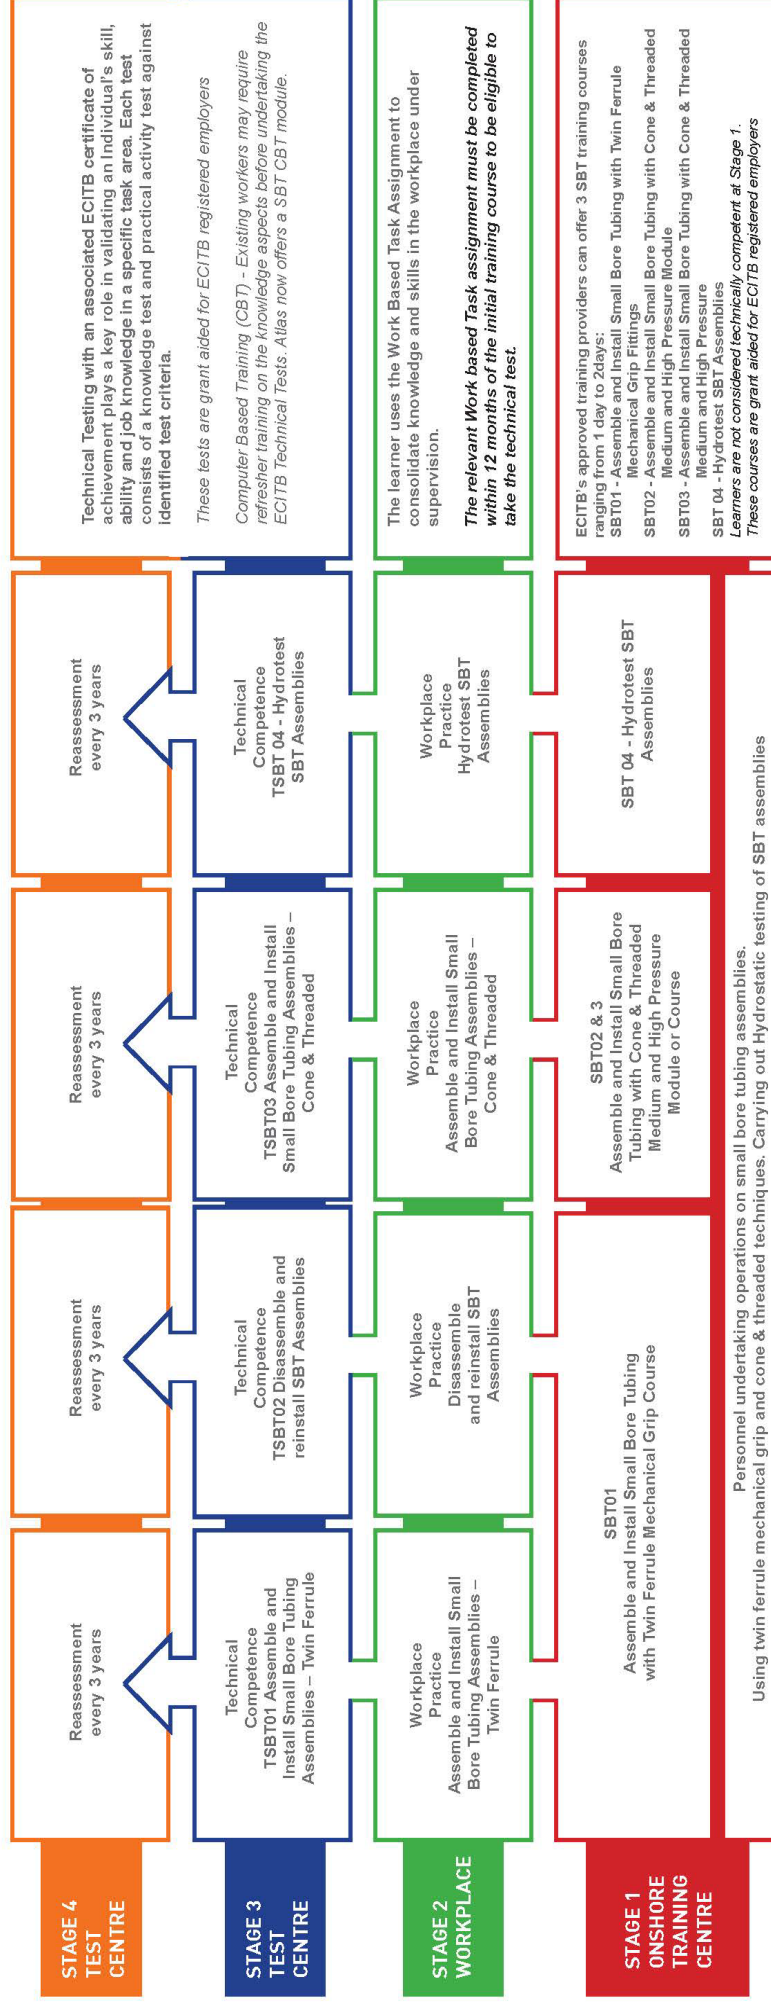 STAGE 4
TEST
CENTRE
Reassessment
every 3 years
Reassessment
every 3 years
Reassessment
every 3 years
Reassessment
every 3 years
Technical Testing with an associated ECITB certificate of
achievement plays a key role in validating an Individual's skill,
ability and job knowledge in a specific task area. Each test
consists of a knowledge test and practical activity test against
identified test criteria.
STAGE 3
TEST
CENTRE
Technical
Competence
TSBT01 Assemble and
Install Small Bore Tubing
Assemblies – Twin Ferrule
Technical
Competence
TSBT02 Disassemble and
reinstall SBT Assemblies
Technical
Competence
TSBT03 Assemble and Install
Small Bore Tubing Assemblies –
Cone & Threaded
Technical
Competence
TSBT 04 - Hydrotest
SBT Assemblies
These tests are grant aided for ECITB registered employers
Computer Based Training (CBT) - Existing workers may require
refresher training on the knowledge aspects before undertaking the
ECITB Technical Tests. Atlas now offers a SBT CBT module.
STAGE 2
WORKPLACE
Workplace
Practice
Assemble and Install Small
Bore Tubing Assemblies –
Twin Ferrule
Workplace
Practice
Disassemble
and reinstall SBT
Assemblies
Workplace
Practice
Assemble and Install Small
Bore Tubing Assemblies –
Cone & Threaded
Workplace
Practice
Hydrotest SBT
Assemblies
The learner uses the Work Based Task Assignment to
consolidate knowledge and skills in the workplace under
supervision.
The relevant Work based Task assignment must be completed
within 12 months of the initial training course to be eligible to
take the technical test.
STAGE 1
ONSHORE
TRAINING
CENTRE
SBT01
Assemble and Install Small Bore Tubing
with Twin Ferrule Mechanical Grip Course
SBT02 & 3
Assemble and Install Small Bore
Tubing with Cone & Threaded
Medium and High Pressure
Module or Course
SBT 04 - Hydrotest SBT
Assemblies
ECITB's approved training providers can offer 3 SBT training courses
ranging from 1 day to 2days:
SBT01 - Assemble and Install Small Bore Tubing with Twin Ferrule
Mechanical Grip Fittings
SBT02 - Assemble and Install Small Bore Tubing with Cone & Threaded
Medium and High Pressure Module
SBT03 - Assemble and Install Small Bore Tubing with Cone & Threaded
Medium and High Pressure
SBT 04 - Hydrotest SBT Assemblies
Learners are not considered technically competent at Stage 1.
These courses are grant aided for ECITB registered employers
Personnel undertaking operations on small bore tubing assemblies.
Using twin ferrule mechanical grip and cone & threaded techniques. Carrying out Hydrostatic testing of SBT assemblies